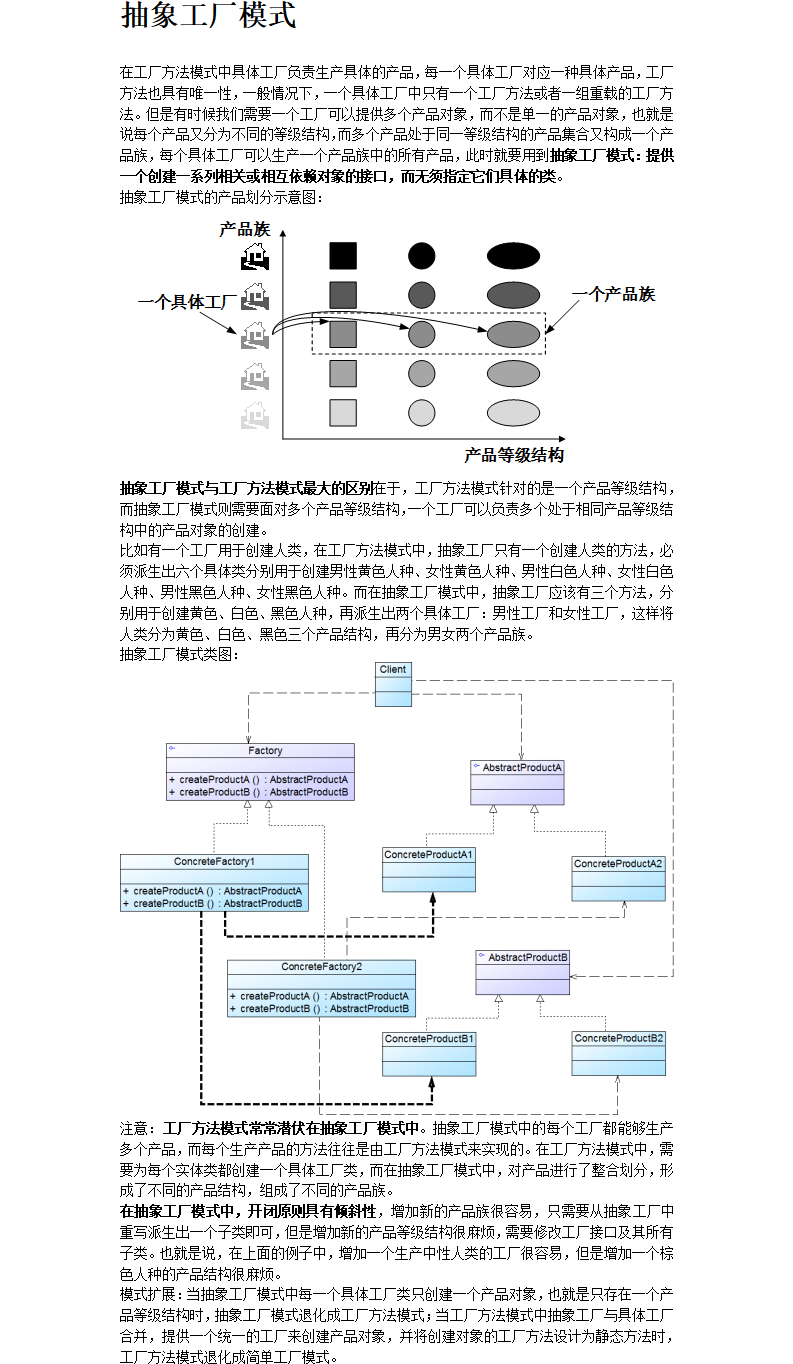 抽象工厂模式
在工厂方法模式中具体工厂负责生产具体的产品，每一个具体工厂对应一种具体产品，工厂
方法也具有唯一性，一般情况下，一个具体工厂中只有一个工厂方法或者一组重载的工厂方
法。但是有时候我们需要一个工厂可以提供多个产品对象，而不是单一的产品对象，也就是
说每个产品又分为不同的等级结构，而多个产品处于同一等级结构的产品集合又构成一个产
品族，每个具体工厂可以生产一个产品族中的所有产品，此时就要用到抽象工厂模式：提供
一个创建一系列相关或相互依赖对象的接口，而无须指定它们具体的类。
抽象工厂模式的产品划分示意图：
产品族
一个具体工厂
一个产品族
产品等级结构
抽象工厂模式与工厂方法模式最大的区别在于，工厂方法模式针对的是一个产品等级结构，
而抽象工厂模式则需要面对多个产品等级结构，一个工厂可以负责多个处于相同产品等级结
构中的产品对象的创建。
比如有一个工厂用于创建人类，在工厂方法模式中，抽象工厂只有一个创建人类的方法，必
须派生出六个具体类分别用于创建男性黄色人种、女性黄色人种、男性白色人种、女性白色
人种、男性黑色人种、女性黑色人种。而在抽象工厂模式中，抽象工厂应该有三个方法，分
别用于创建黄色、白色、黑色人种，再派生出两个具体工厂：男性工厂和女性工厂，这样将
人类分为黄色、白色、黑色三个产品结构，再分为男女两个产品族。
抽象工厂模式类图：
Client
Factory
+ createProductA () : AbstractProductA
+ createProductB () : AbstractProductB
AbstractProductA
ConcreteFactory1
+ createProductA () : AbstractProductA
+ createProductB () : AbstractProductB
ConcreteProductA1
ConcreteProductA2
ConcreteFactory2
+ createProductA () : AbstractProductA
+ createProductB () : AbstractProductB
AbstractProductB
ConcreteProductB1
ConcreteProductB2
注意：工厂方法模式常常潜伏在抽象工厂模式中。抽象工厂模式中的每个工厂都能够生产
多个产品，而每个生产产品的方法往往是由工厂方法模式来实现的。在工厂方法模式中，需
要为每个实体类都创建一个具体工厂类，而在抽象工厂模式中，对产品进行了整合划分，形
成了不同的产品结构，组成了不同的产品族。
在抽象工厂模式中，开闭原则具有倾斜性，增加新的产品族很容易，只需要从抽象工厂中
重写派生出一个子类即可，但是增加新的产品等级结构很麻烦，需要修改工厂接口及其所有
子类。也就是说，在上面的例子中，增加一个生产中性人类的工厂很容易，但是增加一个棕
色人种的产品结构很麻烦。
模式扩展：当抽象工厂模式中每一个具体工厂类只创建一个产品对象，也就是只存在一个产
品等级结构时，抽象工厂模式退化成工厂方法模式；当工厂方法模式中抽象工厂与具体工厂
合并，提供一个统一的工厂来创建产品对象，并将创建对象的工厂方法设计为静态方法时，
工厂方法模式退化成简单工厂模式。